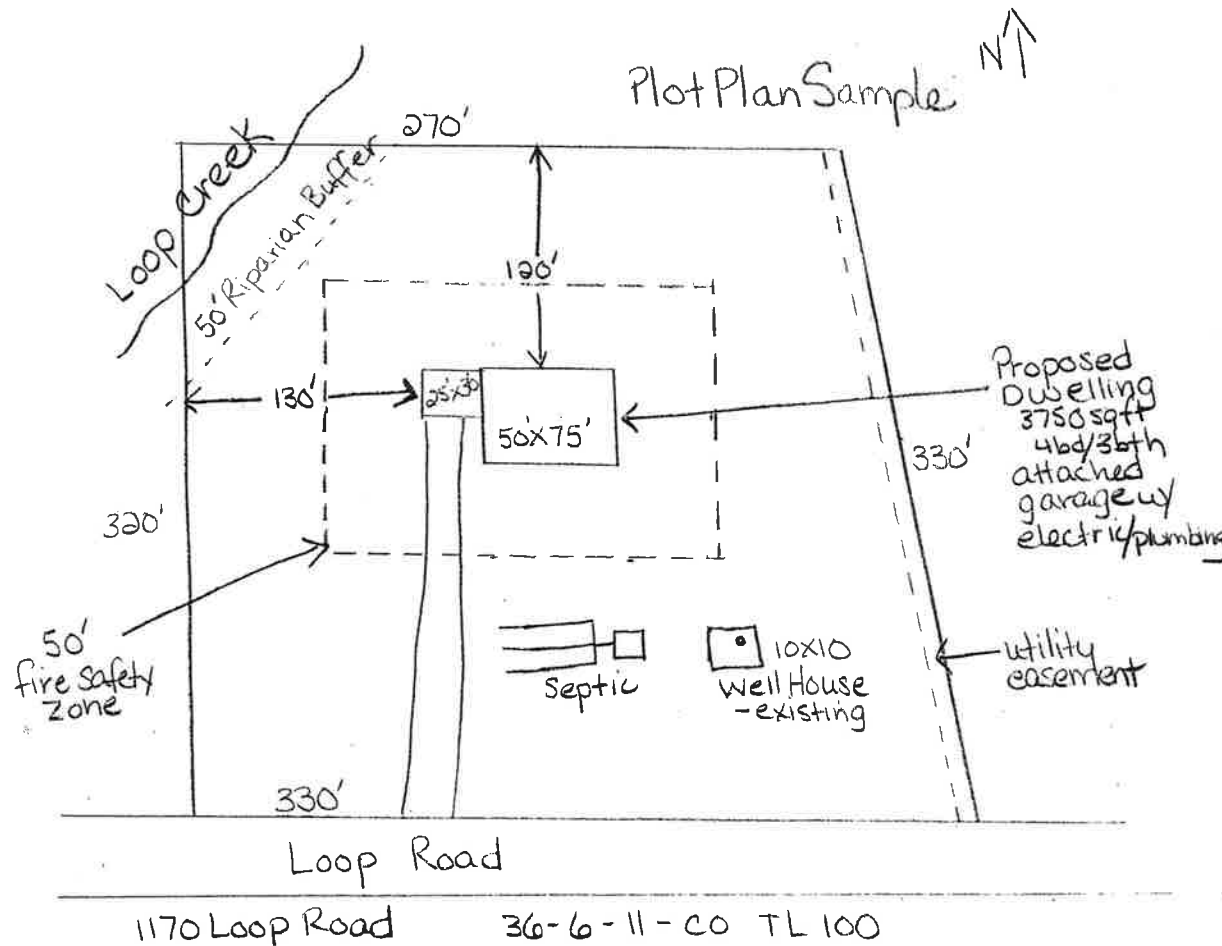 Plot Plan Sample
N
270'
Loop Creek
50' Riparian Buffer
120'
130'
25'x30'
50'x75'
Proposed
Dwelling
3750 sqft
4bd/3bth
attached
garage w/
electric/plumbing
330'
320'
50'
fire safety
zone
Septic
10x10
Well House
-existing
utility
easement
330'
Loop Road
1170 Loop Road 36-6-11-CO TL 100